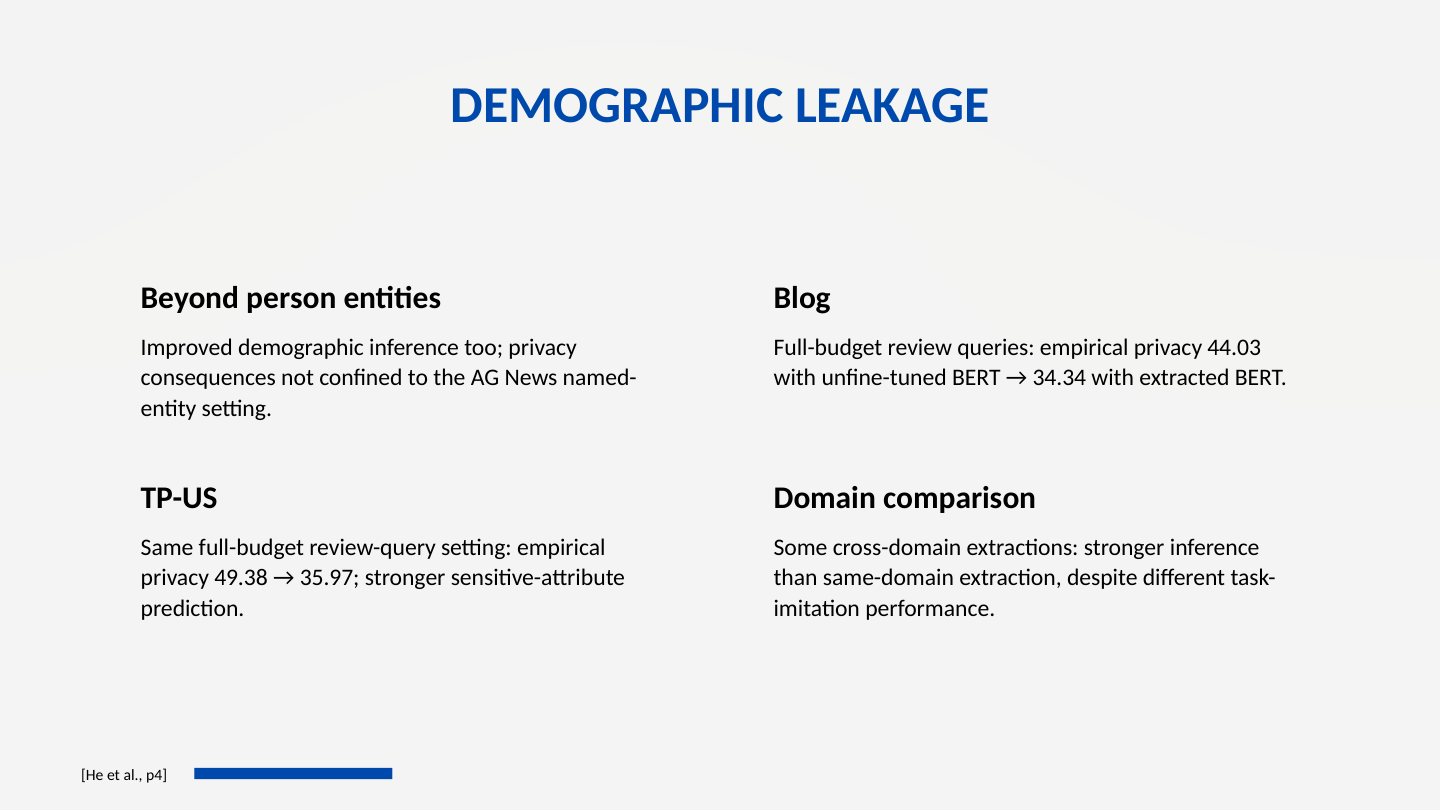 DEMOGRAPHIC LEAKAGE
Beyond person entities
Improved demographic inference too; privacy
consequences not confined to the AG News named-
entity setting.
Blog
Full-budget review queries: empirical privacy 44.03
with unfine-tuned BERT → 34.34 with extracted BERT.
TP-US
Same full-budget review-query setting: empirical
privacy 49.38 → 35.97; stronger sensitive-attribute
prediction.
Domain comparison
Some cross-domain extractions: stronger inference
than same-domain extraction, despite different task-
imitation performance.
[He et al., p4]